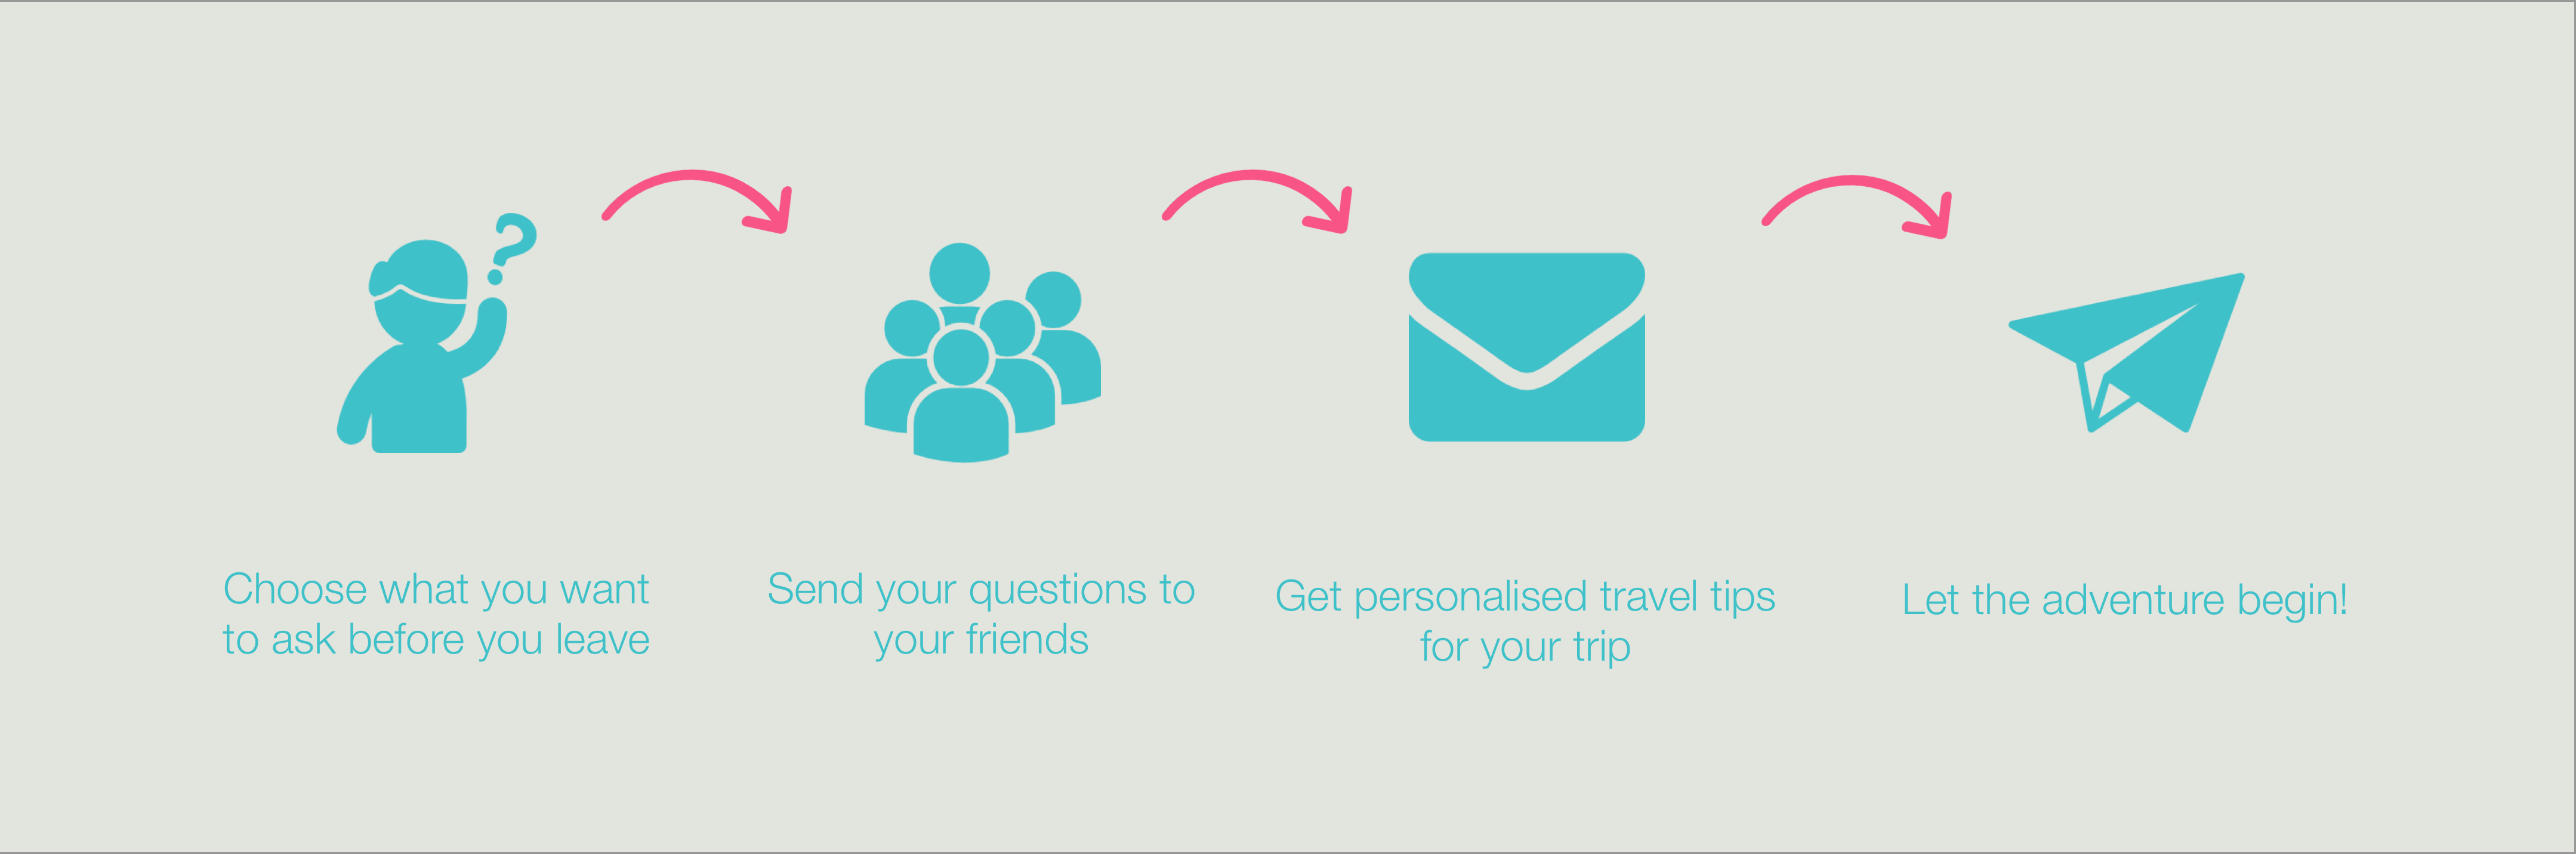 ?
Choose what you want
to ask before you leave
Send your questions to
your friends
Get personalised travel tips
for your trip
Let the adventure begin!